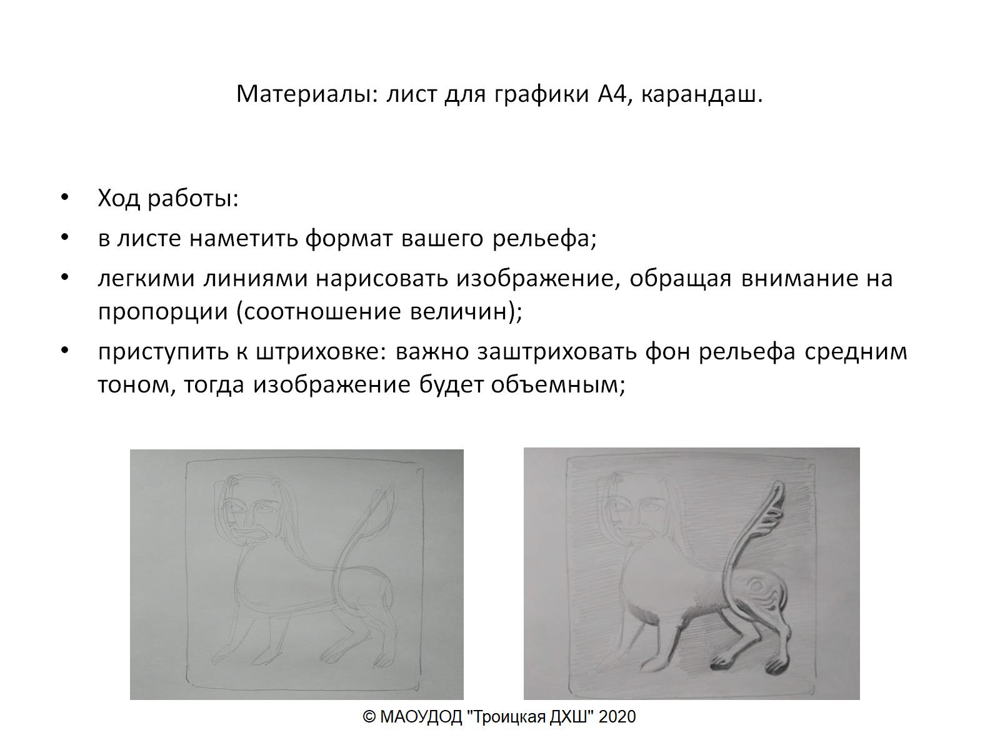 Материалы: лист для графики А4, карандаш.
• Ход работы:
• в листе наметить формат вашего рельефа;
• легкими линиями нарисовать изображение, обращая внимание на
пропорции (соотношение величин);
• приступить к штриховке: важно заштриховать фон рельефа средним
тоном, тогда изображение будет объемным;
© МАОУДОД "Троицкая ДХШ" 2020